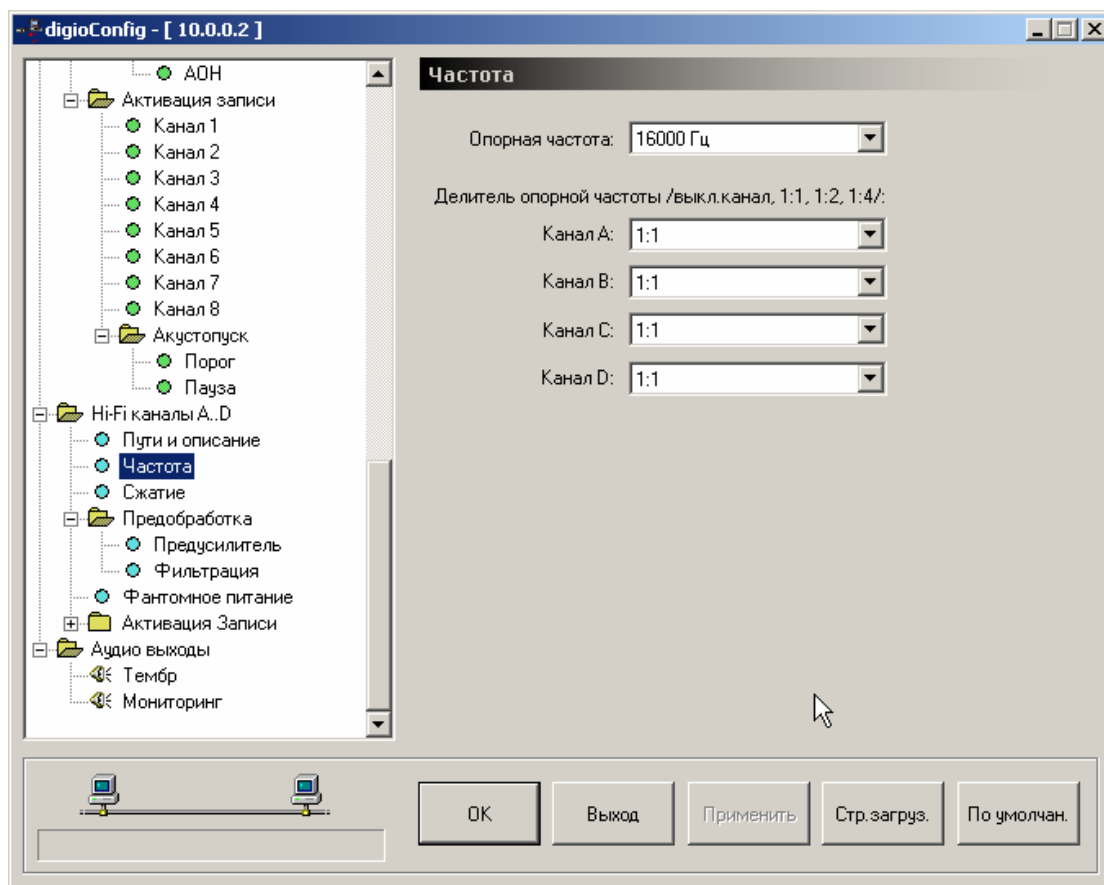 digioConfig - [ 10.0.0.2 ]
АОН
Активация записи
Канал 1
Канал 2
Канал 3
Канал 4
Канал 5
Канал 6
Канал 7
Канал 8
Акустопуск
Порог
Пауза
Hi-Fi каналы A..D
Пути и описание
Частота
Сжатие
Предобработка
Предусилитель
Фильтрация
Фантомное питание
Активация Записи
Аудио выходы
Тембр
Мониторинг
Частота
Опорная частота: 16000 Гц
Делитель опорной частоты /выкл.канал, 1:1, 1:2, 1:4/:
Канал A: 1:1
Канал B: 1:1
Канал C: 1:1
Канал D: 1:1
OK Выход Применить Стр.загруз. По умолчан.